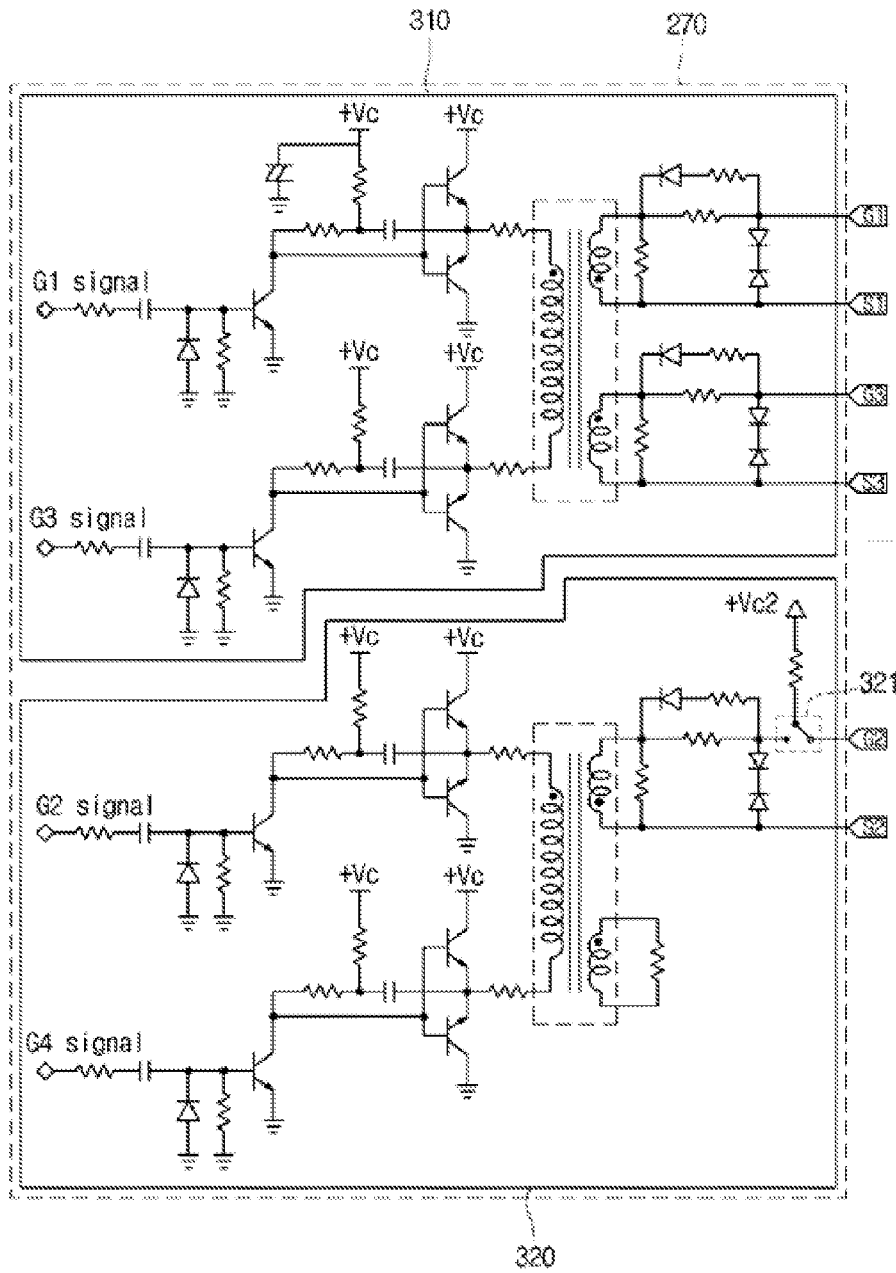 310
270
+Vc
+Vc
G1
G1 signal
S1
+Vc
+Vc
G3
S3
G3 signal
+Vc2
+Vc
+Vc
321
G2
G2 signal
S2
+Vc
+Vc
G4 signal
320